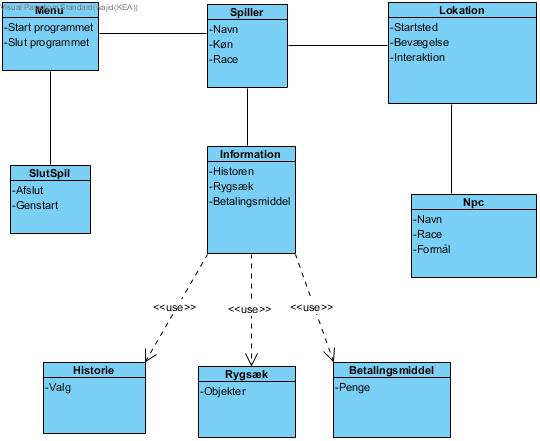 Visual Paradigm Standard(wajid(KEA))
Menu
-Start programmet
-Slut programmet
Spiller
-Navn
-Køn
-Race
Lokation
-Startsted
-Bevægelse
-Interaktion
SlutSpil
-Afslut
-Genstart
Information
-Historen
-Rygsæk
-Betalingsmiddel
Npc
-Navn
-Race
-Formål
<<use>>
<<use>>
<<use>>
Historie
-Valg
Rygsæk
-Objekter
Betalingsmiddel
-Penge